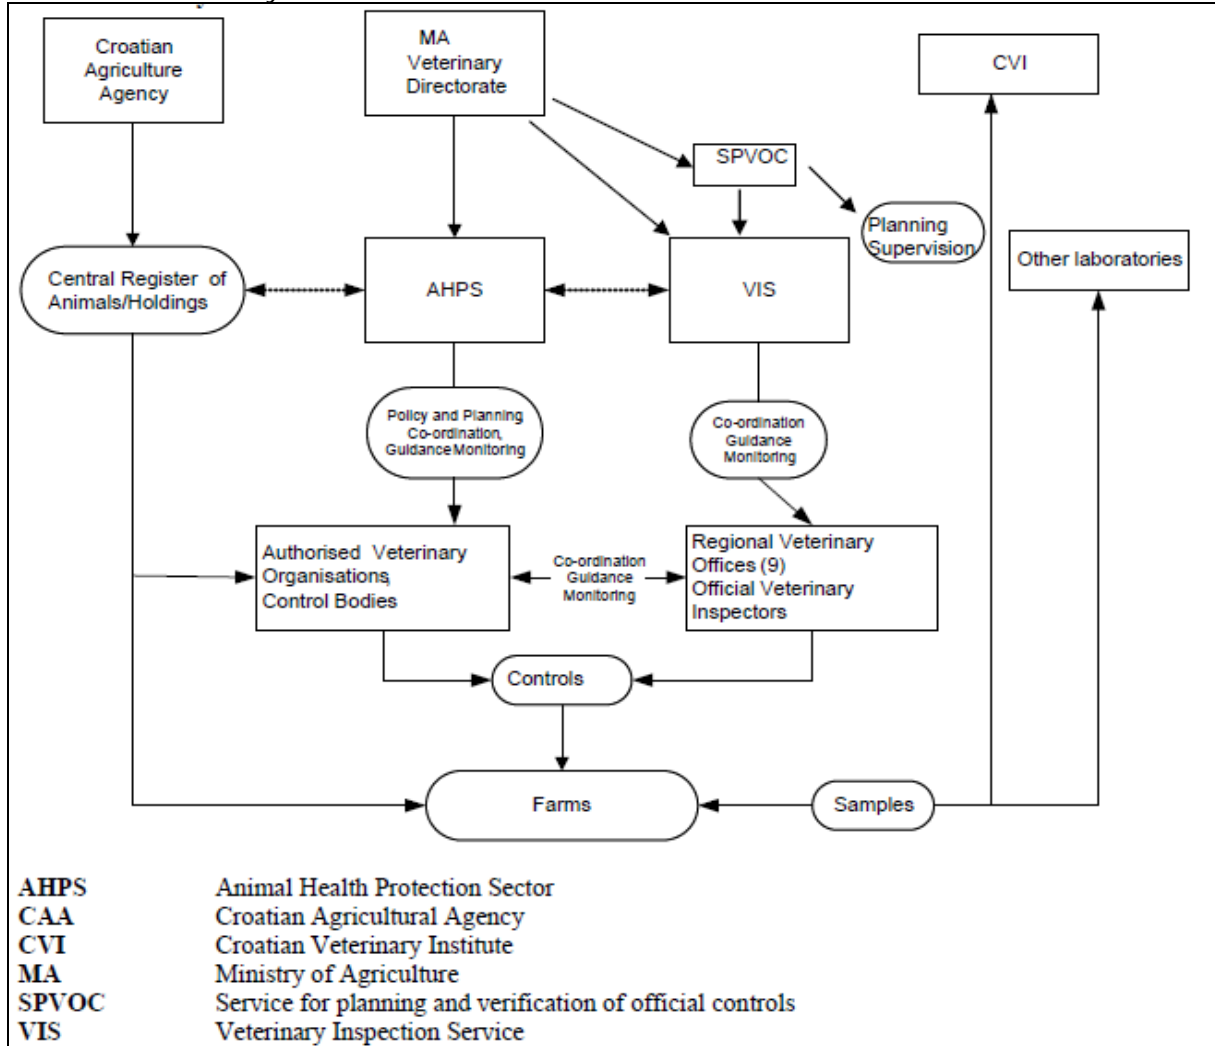 Croatian
Agriculture
Agency
MA
Veterinary
Directorate
CVI
SPVOC
Planning
Supervision
Other laboratories
Central Register of
Animals/Holdings
AHPS
VIS
Policy and Planning
Co-ordination,
Guidance Monitoring
Co-ordination
Guidance
Monitoring
Authorised Veterinary
Organisations,
Control Bodies
Co-ordination
Guidance
Monitoring
Regional Veterinary
Offices (9)
Official Veterinary
Inspectors
Controls
Farms
Samples
AHPS Animal Health Protection Sector
CAA Croatian Agricultural Agency
CVI Croatian Veterinary Institute
MA Ministry of Agriculture
SPVOC Service for planning and verification of official controls
VIS Veterinary Inspection Service